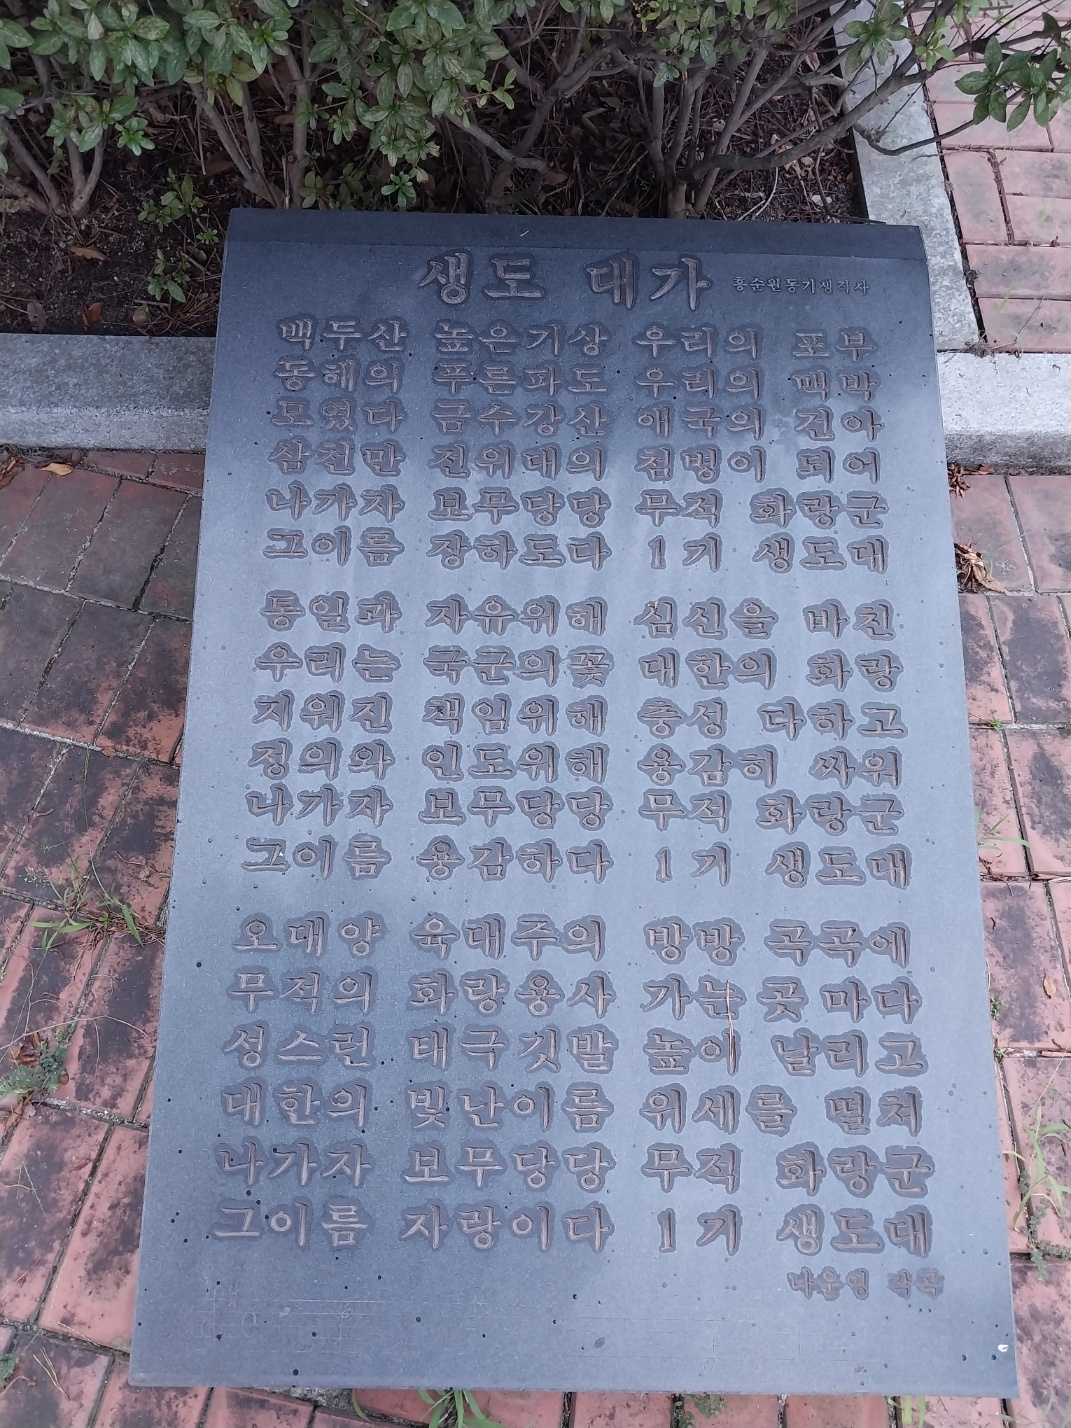 생도 대가 홍순원동기생작사
백두산 높은기상 우리의 포부
동해의 푸른파도 우리의 맥박
모였다 금수강산 애국의 건아
삼천만 전위대의 첨병이 되어
나가자 보무당당 무적 화랑군
그이름 장하도다 1기 생도대
통일과 자유위해 심신을 바친
우리는 국군의꽃 대한의 화랑
지워진 책임위해 충성 다하고
정의와 인도위해 용감히 싸워
나가자 보무당당 무적 화랑군
그이름 용감하다 1기 생도대
오대양 육대주의 방방 곡곡에
무적의 화랑용사 가는 곳 마다
성스런 태극깃발 높이 날리고
대한의 빛난이름 위세를 떨쳐
나가자 보무당당 무적 화랑군
그이름 자랑이다 1기 생도대
나운영 작곡